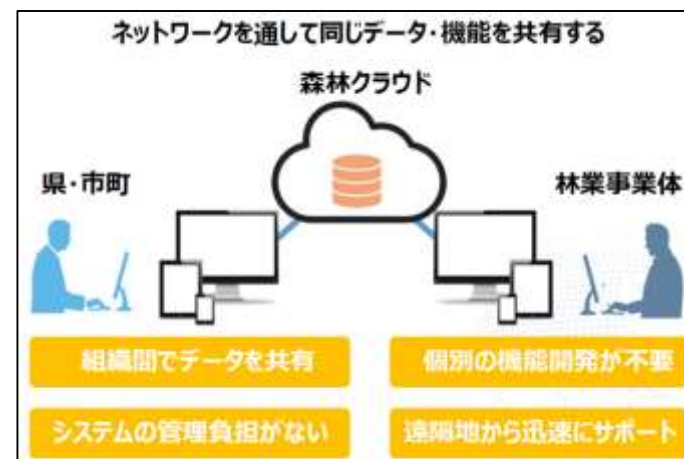 ネットワークを通して同じデータ・機能を共有する
森林クラウド
県・市町
林業事業体
組織間でデータを共有
個別の機能開発が不要
システムの管理負担がない
遠隔地から迅速にサポート